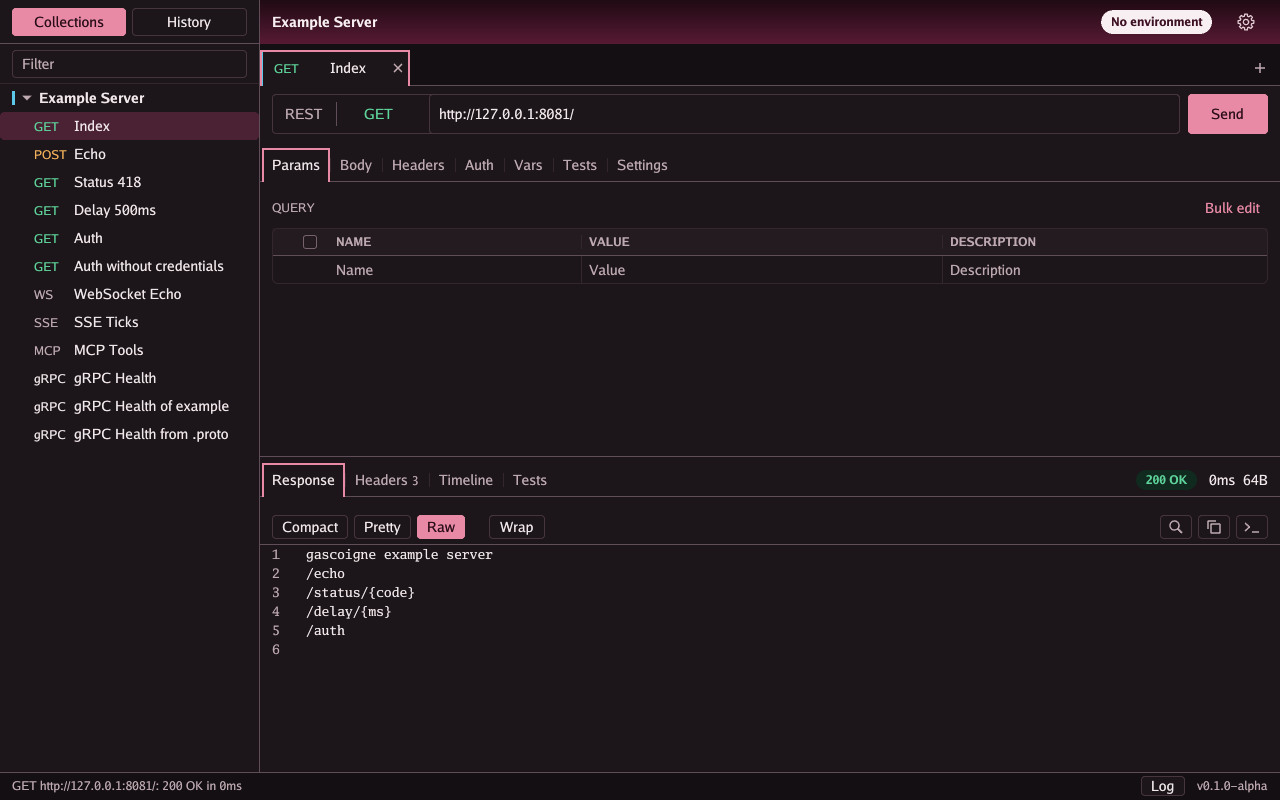 Collections History
Example Server No environment
Filter
GET Index
Example Server
GET Index
POST Echo
GET Status 418
GET Delay 500ms
GET Auth
GET Auth without credentials
WS WebSocket Echo
SSE SSE Ticks
MCP MCP Tools
gRPC gRPC Health
gRPC gRPC Health of example
gRPC gRPC Health from .proto
REST GET http://127.0.0.1:8081/ Send
Params Body Headers Auth Vars Tests Settings
QUERY Bulk edit
NAME VALUE DESCRIPTION
Name Value Description
Response Headers 3 Timeline Tests 200 OK 0ms 64B
Compact Pretty Raw Wrap
1 gascoigne example server
2 /echo
3 /status/{code}
4 /delay/{ms}
5 /auth
6
GET http://127.0.0.1:8081/: 200 OK in 0ms Log v0.1.0-alpha